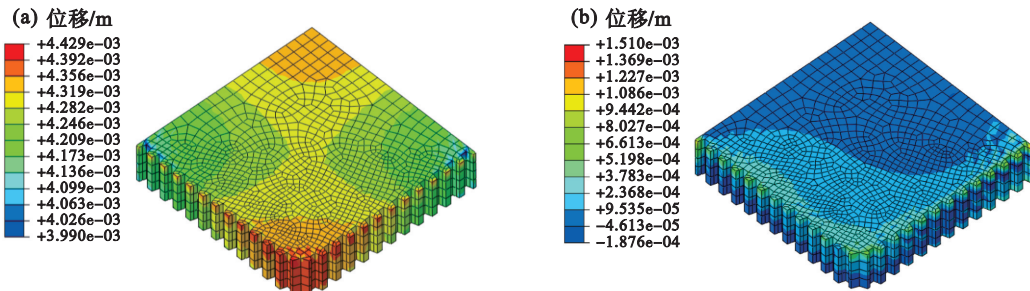 (a) 位移/m
+4.429e-03
+4.392e-03
+4.356e-03
+4.319e-03
+4.282e-03
+4.246e-03
+4.209e-03
+4.173e-03
+4.136e-03
+4.099e-03
+4.063e-03
+4.026e-03
+3.990e-03
(b) 位移/m
+1.510e-03
+1.369e-03
+1.227e-03
+1.086e-03
+9.442e-04
+8.027e-04
+6.613e-04
+5.198e-04
+3.783e-04
+2.368e-04
+9.535e-05
-4.613e-05
-1.876e-04